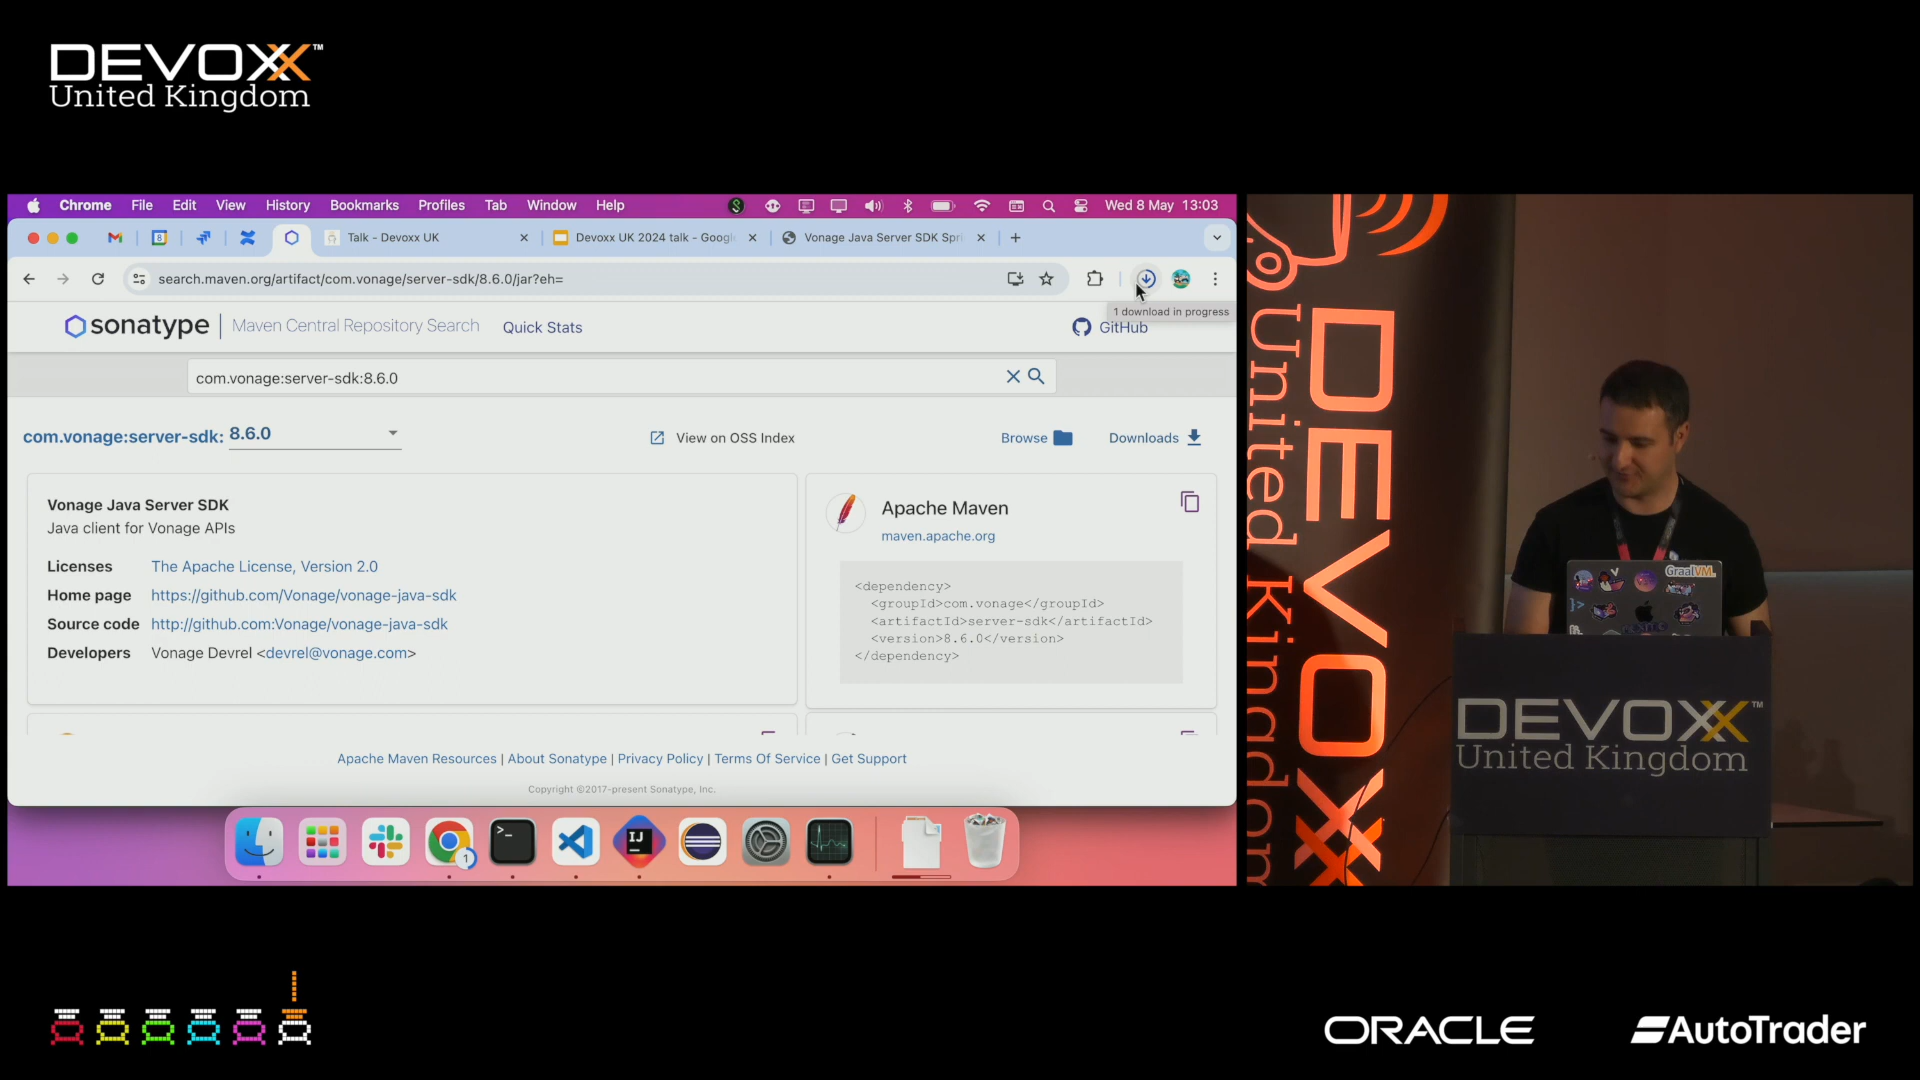 DEVOXX™
United Kingdom
Chrome File Edit View History Bookmarks Profiles Tab Window Help Wed 8 May 13:03
Talk - Devoxx UK
Devoxx UK 2024 talk - Googl
Vonage Java Server SDK Spri
search.maven.org/artifact/com.vonage/server-sdk/8.6.0/jar?eh=
1 download in progress
sonatype
Maven Central Repository Search
Quick Stats
GitHub
com.vonage:server-sdk:8.6.0
com.vonage:server-sdk: 8.6.0
View on OSS Index
Browse
Downloads
Vonage Java Server SDK
Java client for Vonage APIs
Licenses The Apache License, Version 2.0
Home page https://github.com/Vonage/vonage-java-sdk
Source code http://github.com:Vonage/vonage-java-sdk
Developers Vonage Devrel <devrel@vonage.com>
Apache Maven
maven.apache.org
<dependency>
<groupId>com.vonage</groupId>
<artifactId>server-sdk</artifactId>
<version>8.6.0</version>
</dependency>
Apache Maven Resources | About Sonatype | Privacy Policy | Terms Of Service | Get Support
Copyright ©2017-present Sonatype, Inc.
IJ
1
DEVOXX
United Kingdom
GraalVM
DEVOXX™
United Kingdom
ORACLE
AutoTrader